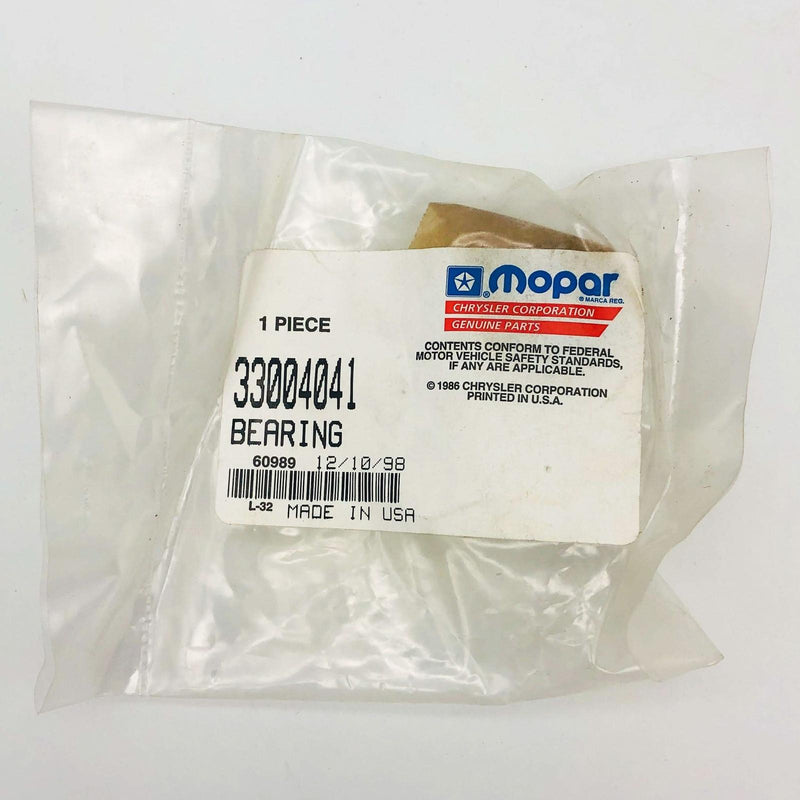 Mopar
® ® MARCA REG.
CHRYSLER CORPORATION
GENUINE PARTS
CONTENTS CONFORM TO FEDERAL
MOTOR VEHICLE SAFETY STANDARDS,
IF ANY ARE APPLICABLE.
© 1986 CHRYSLER CORPORATION
PRINTED IN U.S.A.
1 PIECE
33004041
BEARING
60989 12/10/98
L-32 MADE IN USA